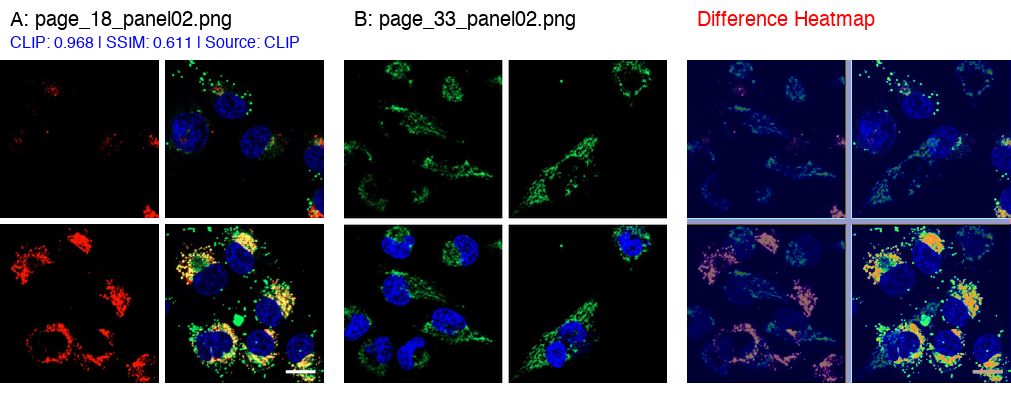 A: page_18_panel02.png
CLIP: 0.968 | SSIM: 0.611 | Source: CLIP
B: page_33_panel02.png
Difference Heatmap